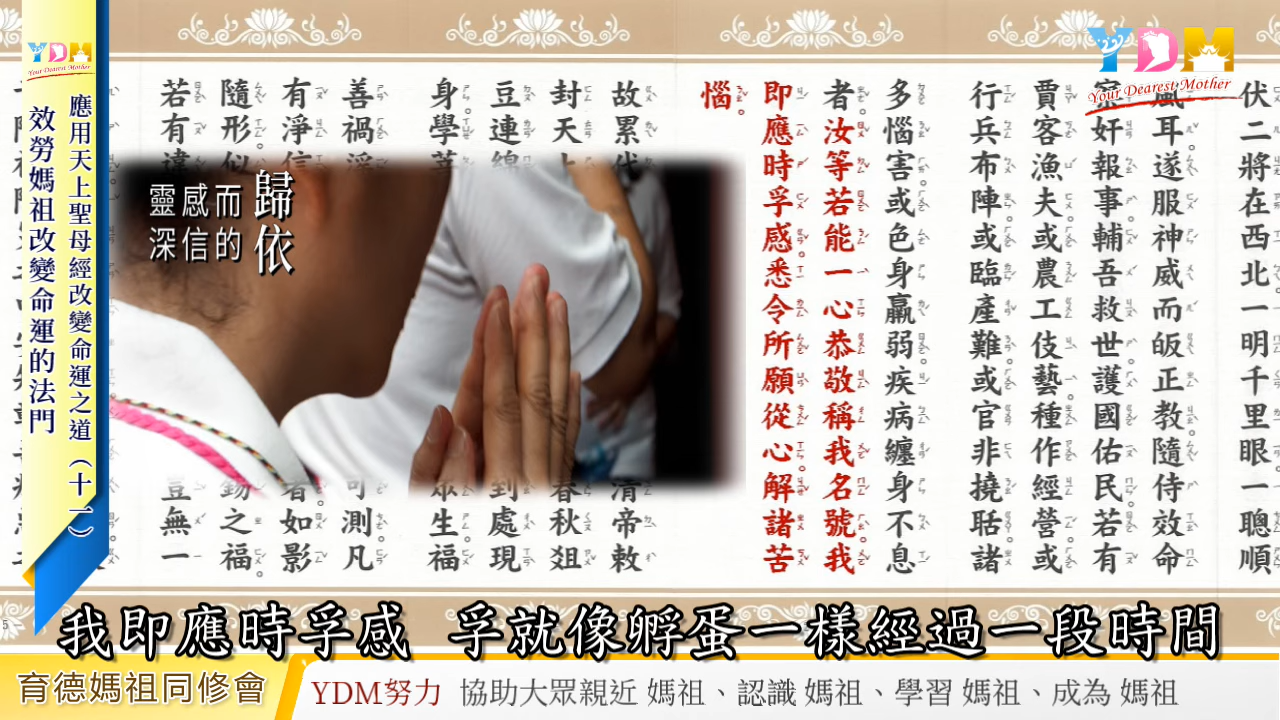 伏二將在西北一明千里眼一聰順
風耳。遂服神威而皈正教。隨侍效命
奸報事。輔吾救世。護國佑民。若有
賈客漁夫。或農工伎藝。種作經營。或
行兵布陣。或臨產難。或官非撓聒。諸
多惱害。或色身羸弱。疾病纏身不息
者。汝等若能一心恭敬稱我名號。我
即應時孚感。悉令所願從心。解諸苦
惱。
故累
清帝敕
封天上
春秋俎
豆連綿
到處現
身學
眾生。福
善禍淫
可測。凡
有淨信
者。如影
隨形。似
錫之福。
若有違
豈無一
YDM
Your Dearest Mother
YDM
Your Dearest Mother
應用天上聖母經改變命運之道（十一）
效勞媽祖改變命運的法門
靈感而
深信的
歸依
我即應時孚感 孚就像孵蛋一樣經過一段時間
育德媽祖同修會
YDM努力 協助大眾親近 媽祖、認識 媽祖、學習 媽祖、成為 媽祖